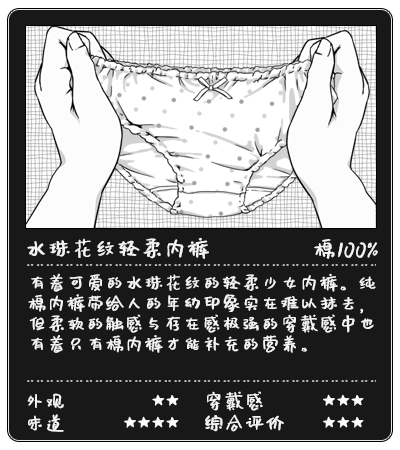 水珠花纹轻柔内裤 棉100%
有着可爱的水珠花纹的轻柔少女内裤。纯
棉内裤带给人的年幼印象实在难以抹去，
但柔软的触感与存在感极强的穿戴感中也
有着只有棉内裤才能补充的营养。
外观 ★★ 穿戴感 ★★★
味道 ★★★★ 综合评价 ★★★